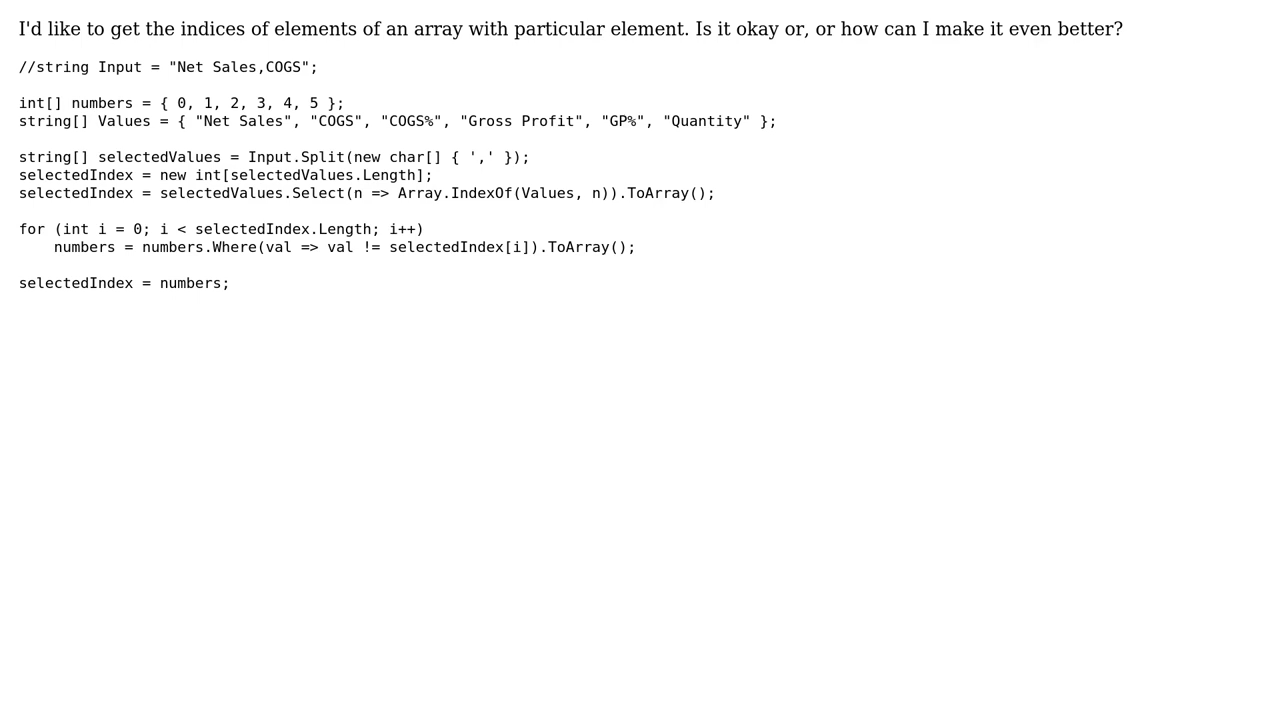 I'd like to get the indices of elements of an array with particular element. Is it okay or, or how can I make it even better?
//string Input = "Net Sales,COGS";
int[] numbers = { 0, 1, 2, 3, 4, 5 };
string[] Values = { "Net Sales", "COGS", "COGS%", "Gross Profit", "GP%", "Quantity" };
string[] selectedValues = Input.Split(new char[] { ',' });
selectedIndex = new int[selectedValues.Length];
selectedIndex = selectedValues.Select(n => Array.IndexOf(Values, n)).ToArray();
for (int i = 0; i < selectedIndex.Length; i++)
    numbers = numbers.Where(val => val != selectedIndex[i]).ToArray();
selectedIndex = numbers;